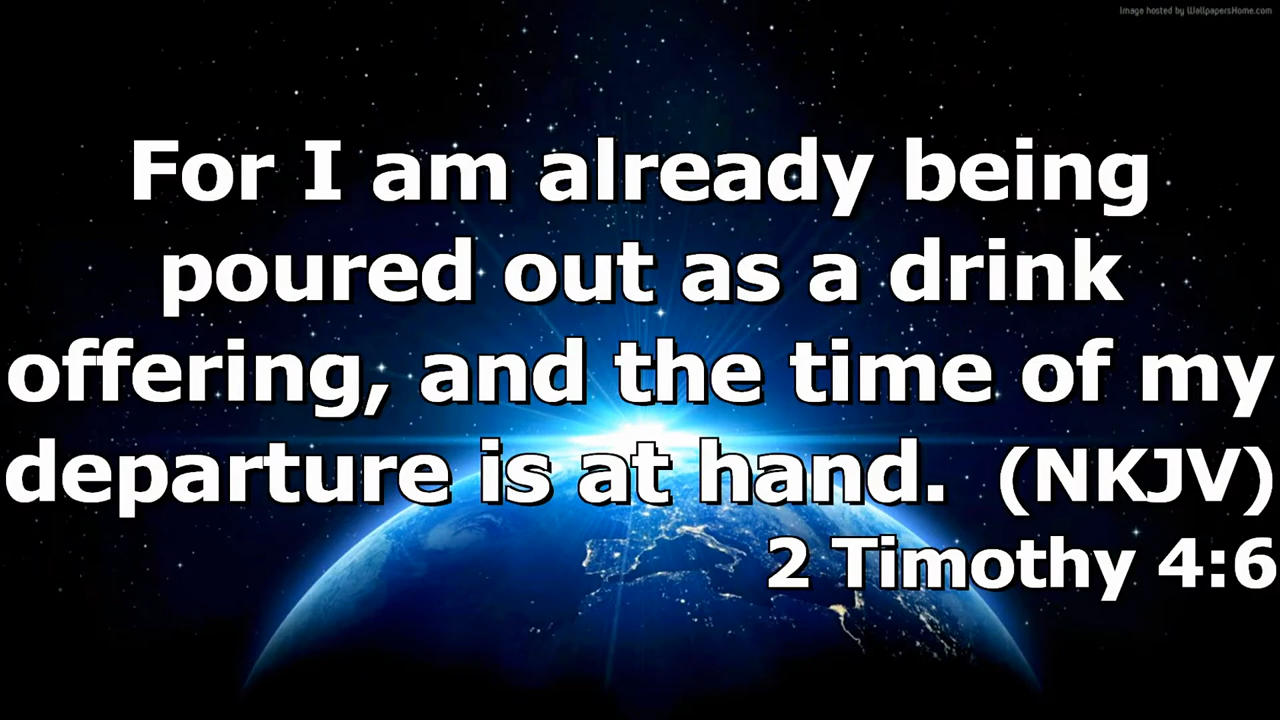 Image hosted by WallpapersHome.com
For I am already being
poured out as a drink
offering, and the time of my
departure is at hand. (NKJV)
2 Timothy 4:6